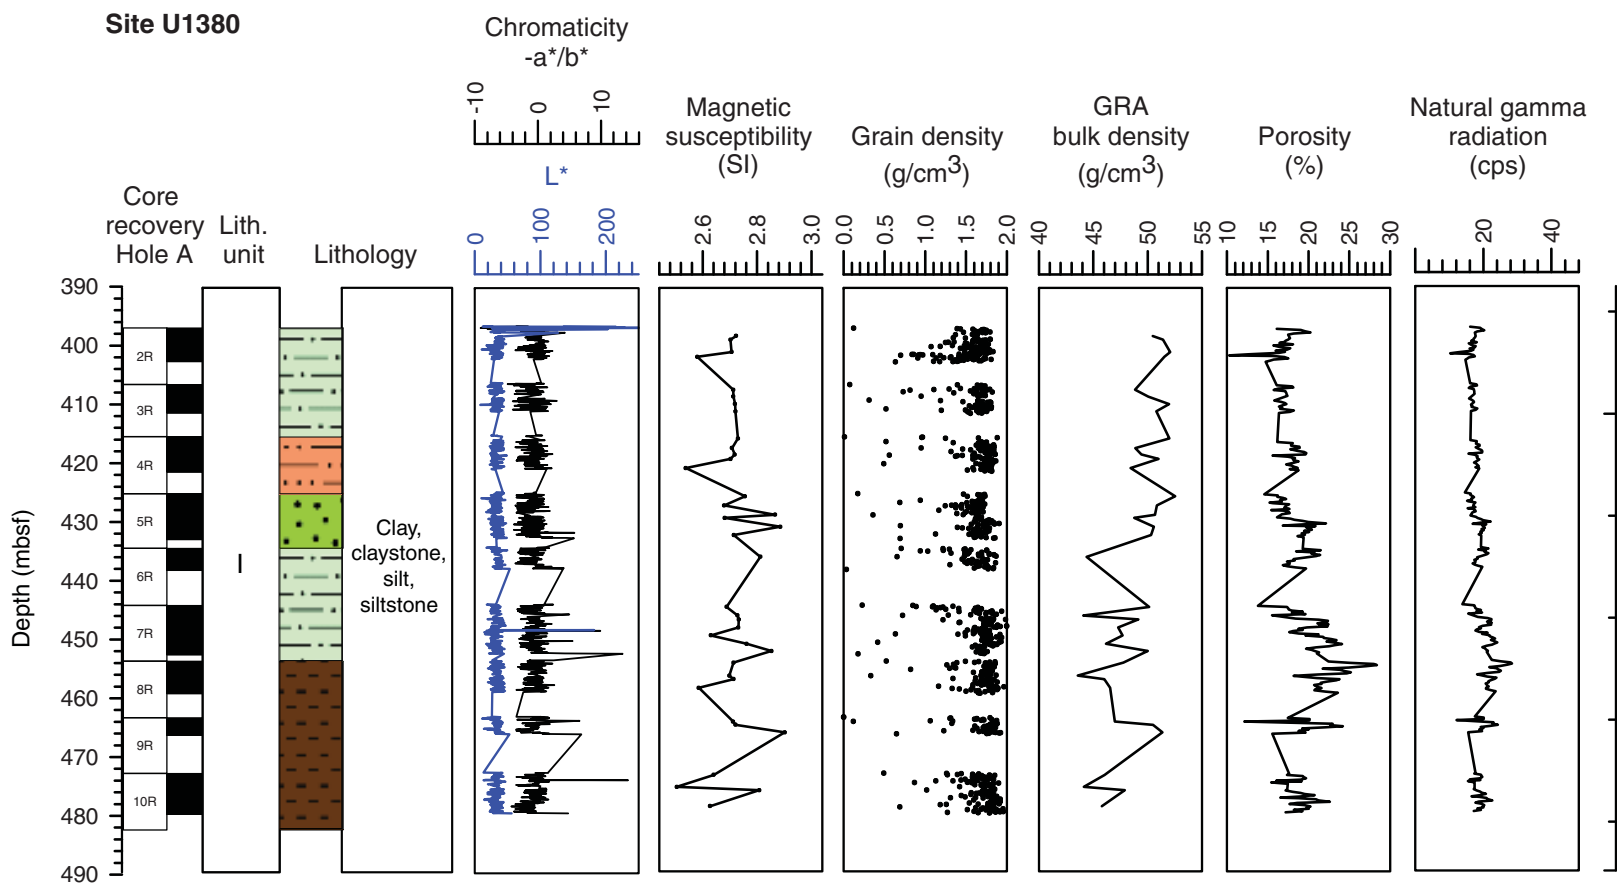 Site U1380
Chromaticity
-a*/b*
-10 0 10
L*
0 100 200
Magnetic
susceptibility
(SI)
2.6 2.8 3.0
Grain density
(g/cm3)
0.0 0.5 1.0 1.5 2.0
GRA
bulk density
(g/cm3)
40 45 50 55
Porosity
(%)
10 15 20 25 30
Natural gamma
radiation
(cps)
20 40
Core
recovery
Hole A
Lith.
unit
Lithology
Depth (mbsf)
390
400
410
420
430
440
450
460
470
480
490
2R
3R
4R
5R
6R
7R
8R
9R
10R
I
Clay,
claystone,
silt,
siltstone